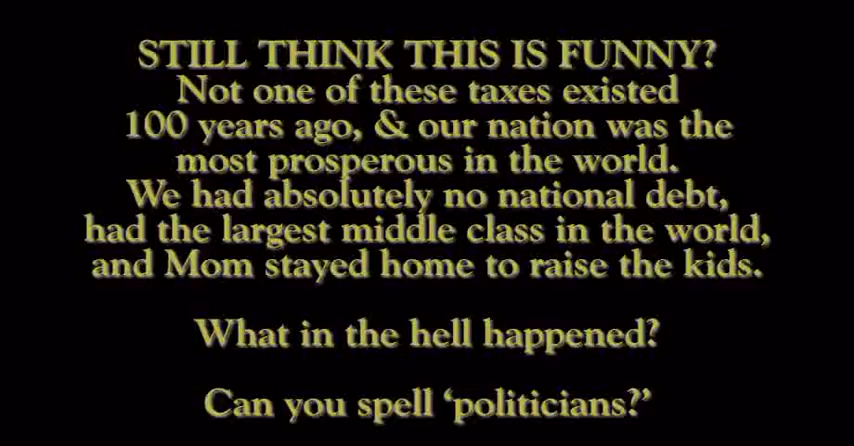 STILL THINK THIS IS FUNNY?
Not one of these taxes existed
100 years ago, & our nation was the
most prosperous in the world.
We had absolutely no national debt,
had the largest middle class in the world,
and Mom stayed home to raise the kids.
What in the hell happened?
Can you spell ‘politicians?’